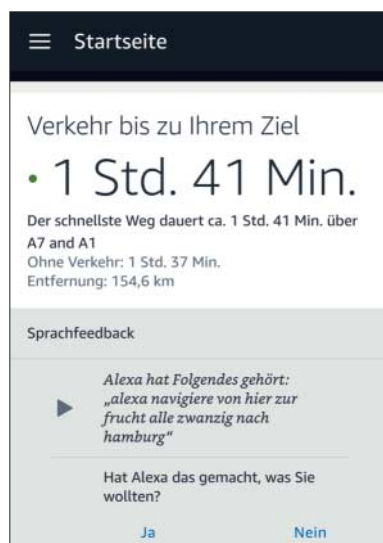 Startseite
Verkehr bis zu Ihrem Ziel
• 1 Std. 41 Min.
Der schnellste Weg dauert ca. 1 Std. 41 Min. über
A7 and A1
Ohne Verkehr: 1 Std. 37 Min.
Entfernung: 154,6 km
Sprachfeedback
Alexa hat Folgendes gehört:
„alexa navigiere von hier zur
frucht alle zwanzig nach
hamburg“
Hat Alexa das gemacht, was Sie
wollten?
Ja Nein